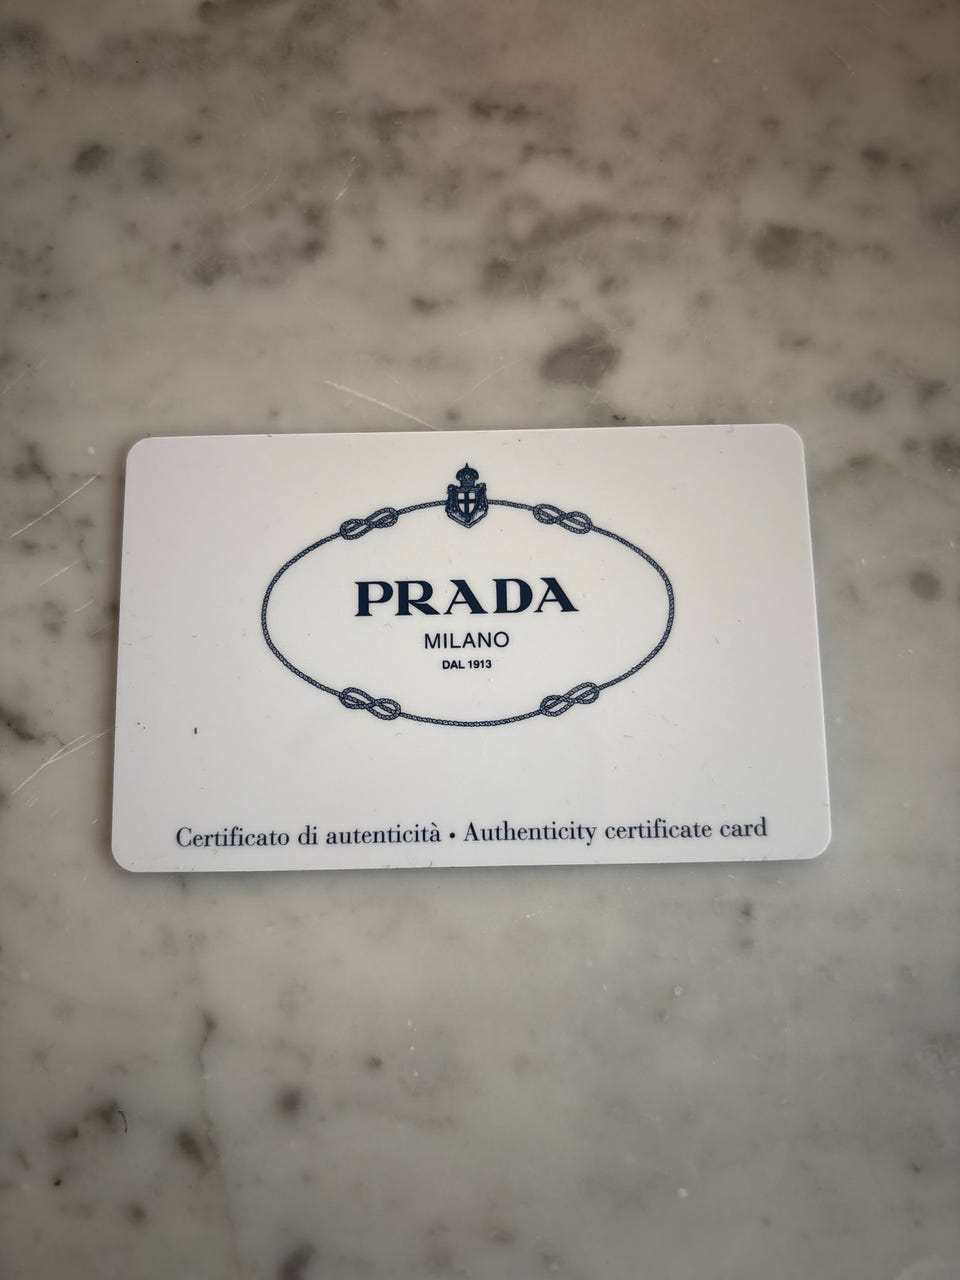 PRADA
MILANO
DAL 1913
Certificato di autenticità • Authenticity certificate card